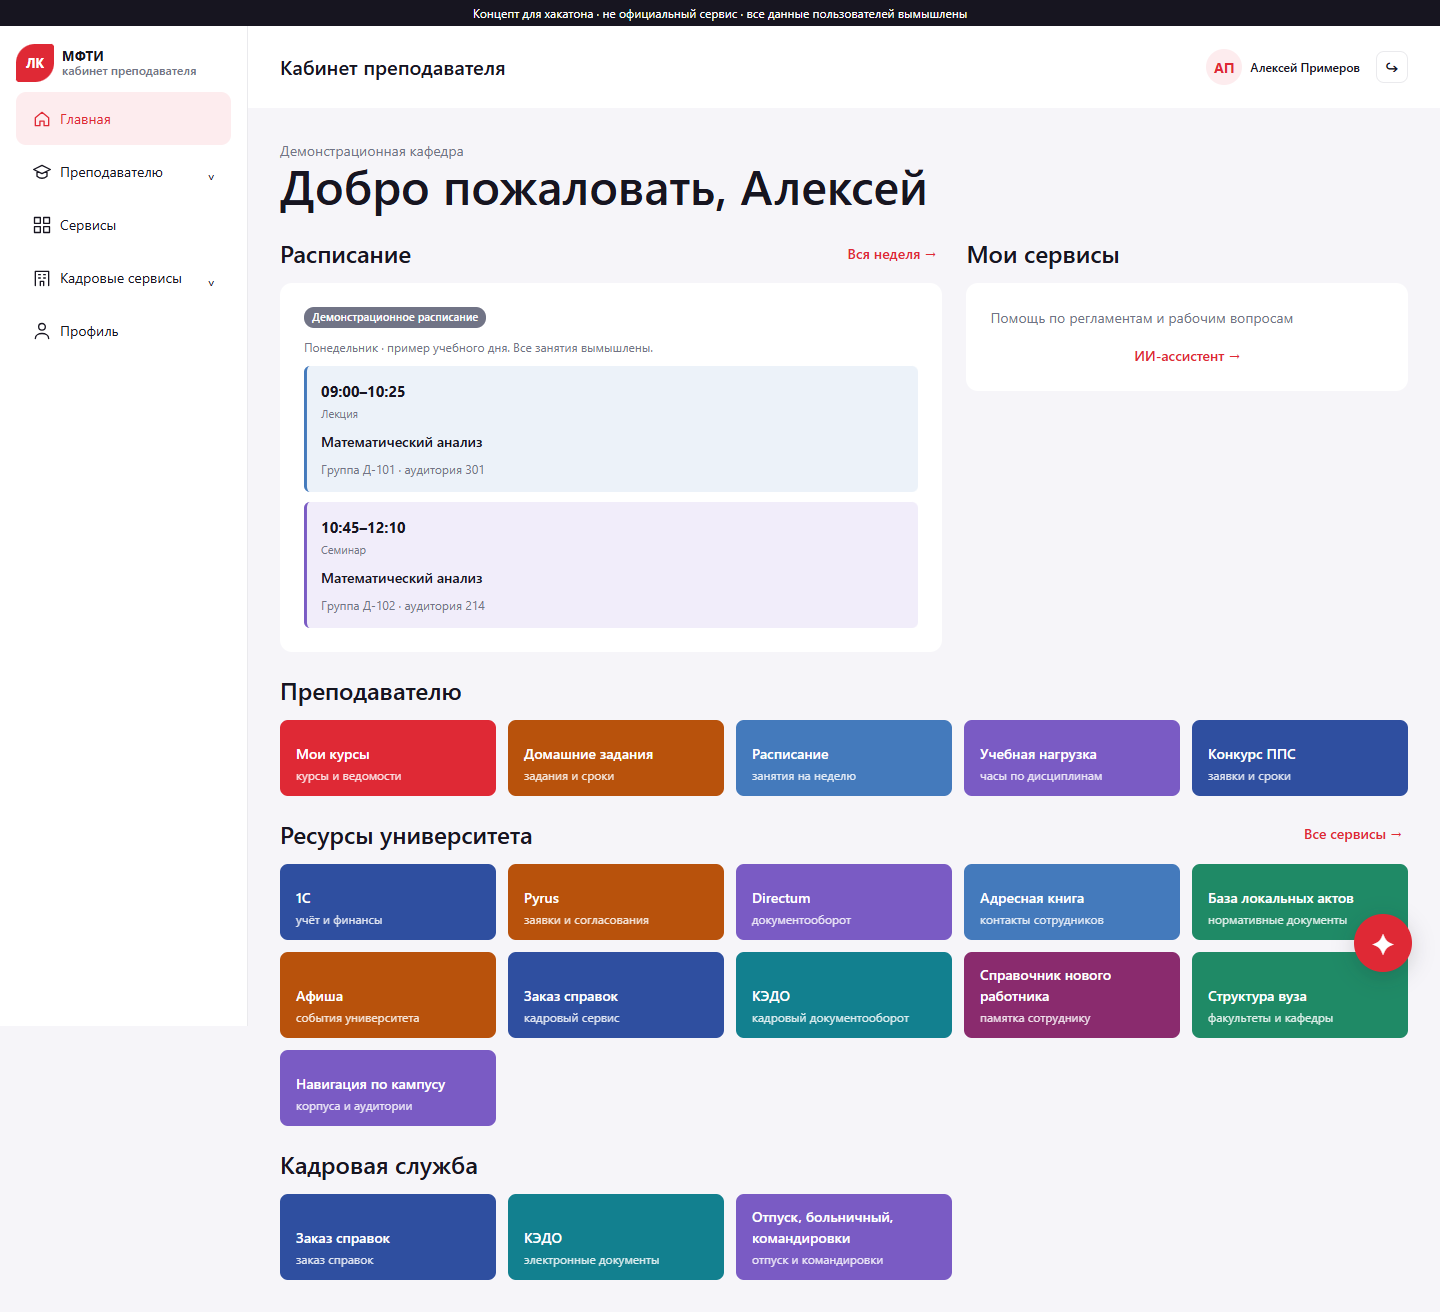 Концепт для хакатона · не официальный сервис · все данные пользователей вымышлены
ЛК
МФТИ
кабинет преподавателя
Главная
Преподавателю
Сервисы
Кадровые сервисы
Профиль
Кабинет преподавателя
АП
Алексей Примеров
Демонстрационная кафедра
Добро пожаловать, Алексей
Расписание
Вся неделя →
Демонстрационное расписание
Понедельник · пример учебного дня. Все занятия вымышлены.
09:00–10:25
Лекция
Математический анализ
Группа Д-101 · аудитория 301
10:45–12:10
Семинар
Математический анализ
Группа Д-102 · аудитория 214
Мои сервисы
Помощь по регламентам и рабочим вопросам
ИИ-ассистент →
Преподавателю
Мои курсы
курсы и ведомости
Домашние задания
задания и сроки
Расписание
занятия на неделю
Учебная нагрузка
часы по дисциплинам
Конкурс ППС
заявки и сроки
Ресурсы университета
Все сервисы →
1С
учёт и финансы
Pyrus
заявки и согласования
Directum
документооборот
Адресная книга
контакты сотрудников
База локальных актов
нормативные документы
Афиша
события университета
Заказ справок
кадровый сервис
КЭДО
кадровый документооборот
Справочник нового
работника
памятка сотруднику
Структура вуза
факультеты и кафедры
Навигация по кампусу
корпуса и аудитории
Кадровая служба
Заказ справок
заказ справок
КЭДО
электронные документы
Отпуск, больничный,
командировки
отпуск и командировки